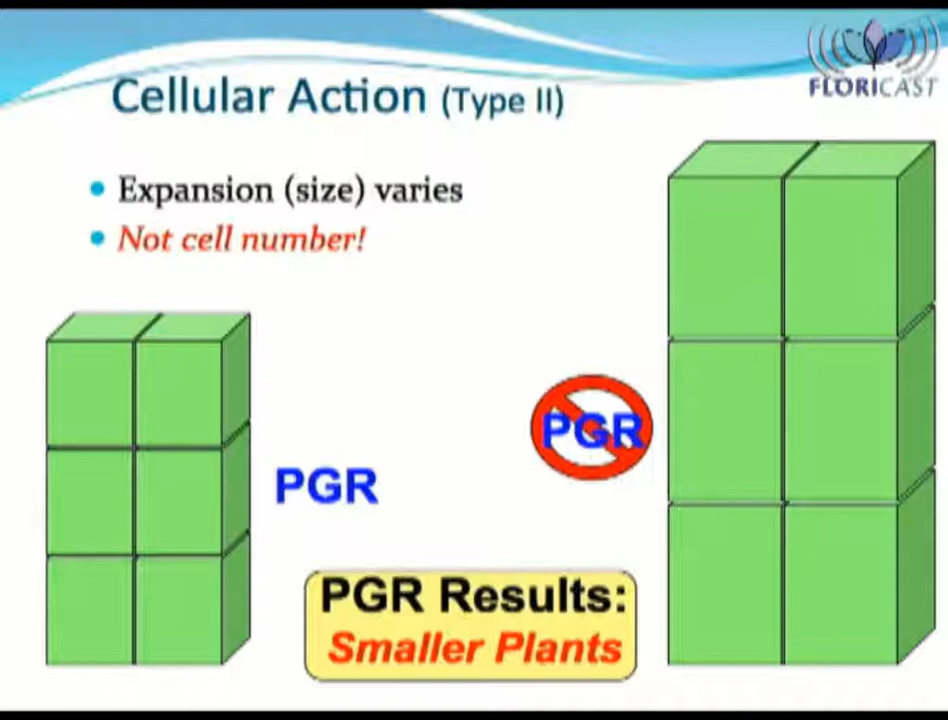 FLORICAST
Cellular Action (Type II)
• Expansion (size) varies
• Not cell number!
PGR
PGR
PGR Results:
Smaller Plants